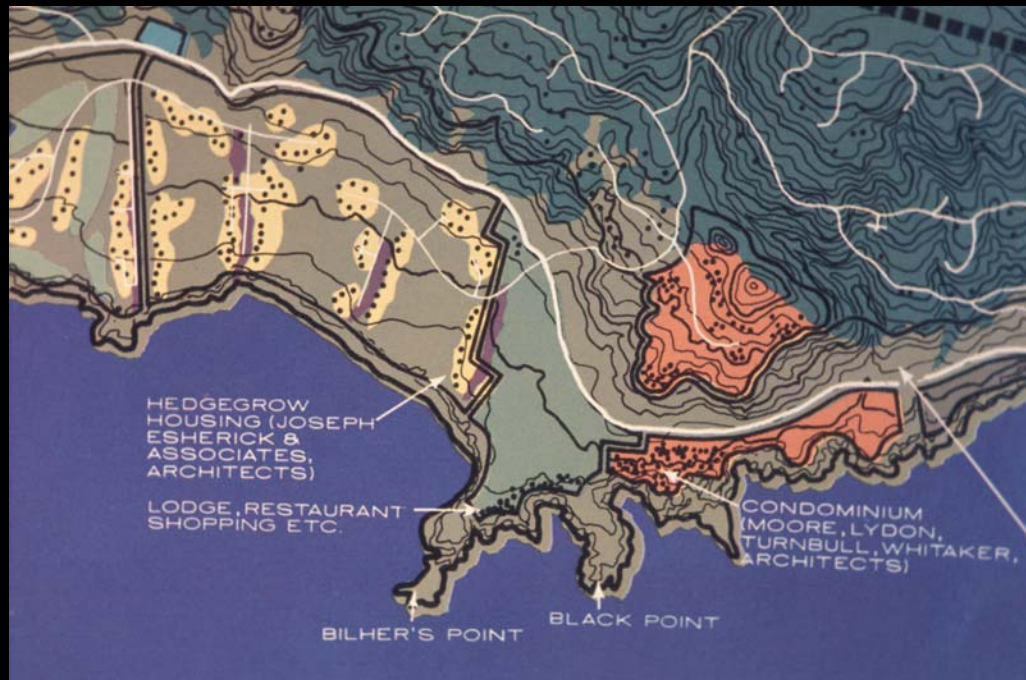 HEDGEGROW
HOUSING (JOSEPH
ESHERICK &
ASSOCIATES,
ARCHITECTS)
LODGE, RESTAURANT
SHOPPING ETC.
CONDOMINIUM
(MOORE, LYDON,
TURNBULL, WHITAKER,
ARCHITECTS)
BLACK POINT
BILHER'S POINT